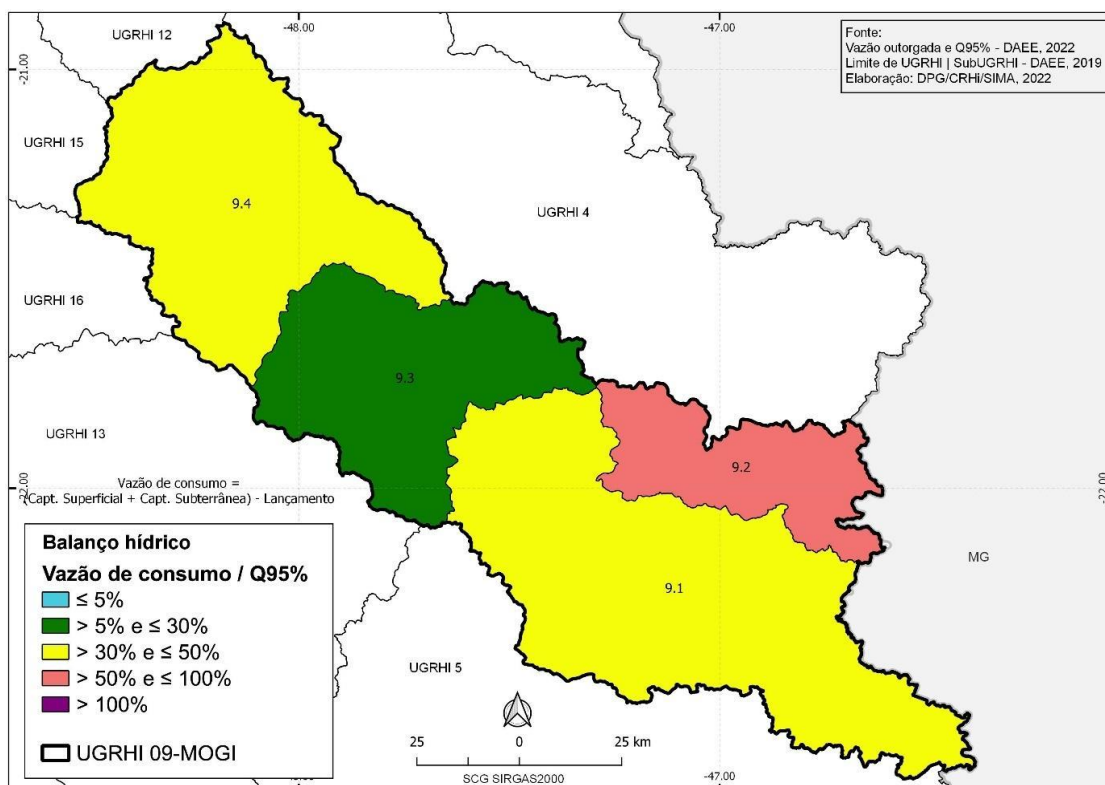 -48.00
-47.00
UGRHI 12
Fonte:
Vazão outorgada e Q95% - DAEE, 2022
Limite de UGRHI | SubUGRHI - DAEE, 2019
Elaboração: DPG/CRHi/SIMA, 2022
-21.00
UGRHI 15
9.4
UGRHI 4
UGRHI 16
9.3
UGRHI 13
9.2
Vazão de consumo =
(Capt. Superficial + Capt. Subterrânea) - Lançamento
-22.00
-22.00
MG
9.1
Balanço hídrico
Vazão de consumo / Q95%
≤ 5%
> 5% e ≤ 30%
> 30% e ≤ 50%
> 50% e ≤ 100%
> 100%
UGRHI 09-MOGI
UGRHI 5
25 0 25 km
SCG SIRGAS2000
-47.00